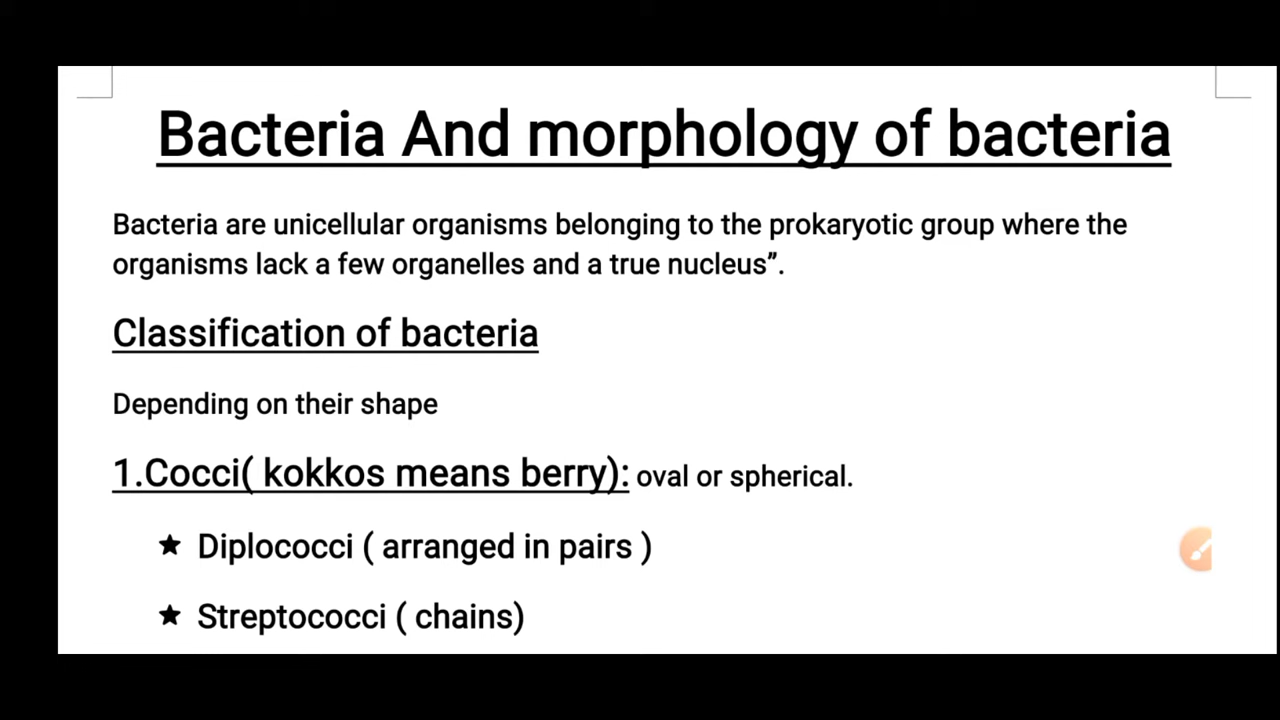 Bacteria And morphology of bacteria
Bacteria are unicellular organisms belonging to the prokaryotic group where the
organisms lack a few organelles and a true nucleus”.
Classification of bacteria
Depending on their shape
1.Cocci( kokkos means berry): oval or spherical.
★ Diplococci ( arranged in pairs )
★ Streptococci ( chains)